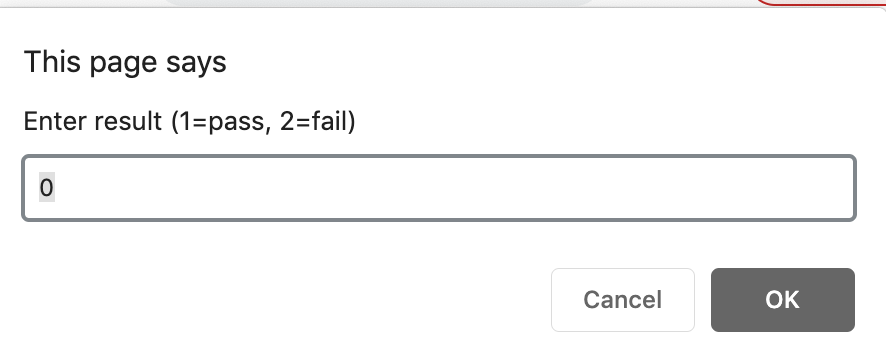 This page says
Enter result (1=pass, 2=fail)
0
Cancel OK